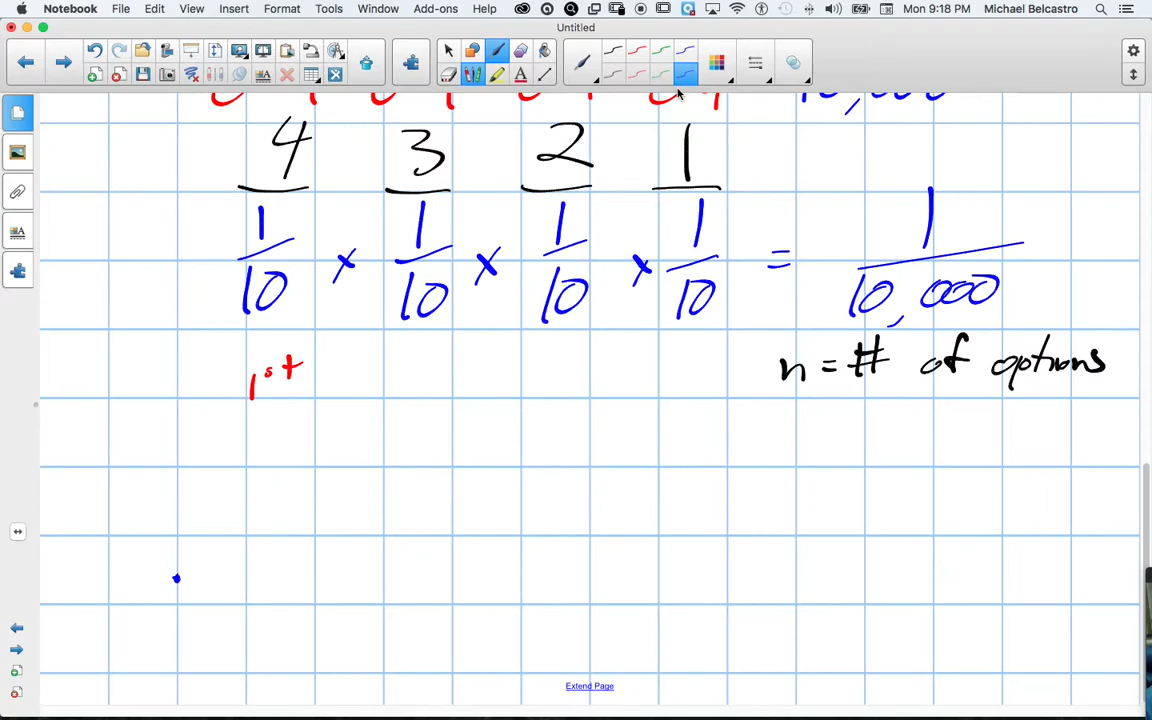 Notebook File Edit View Insert Format Tools Window Add-ons Help Mon 9:18 PM Michael Belcastro
Untitled
10,000
4 3 2 1
1/10 × 1/10 × 1/10 × 1/10 = 1/10,000
1st n = # of options
Extend Page